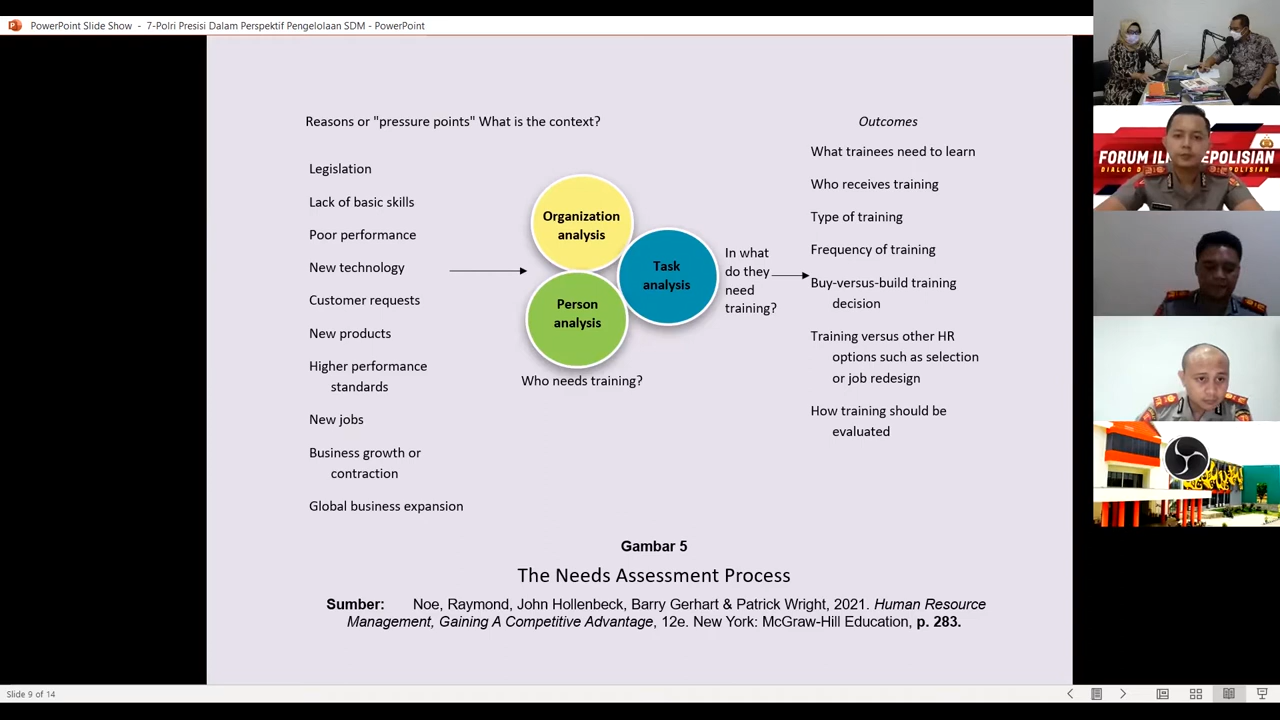 PowerPoint Slide Show - 7-Polri Presisi Dalam Perspektif Pengelolaan SDM - PowerPoint
Reasons or "pressure points" What is the context?
Legislation
Lack of basic skills
Poor performance
New technology
Customer requests
New products
Higher performance
standards
New jobs
Business growth or
contraction
Global business expansion
Organization
analysis
Task
analysis
Person
analysis
Who needs training?
In what
do they
need
training?
Outcomes
What trainees need to learn
Who receives training
Type of training
Frequency of training
Buy-versus-build training
decision
Training versus other HR
options such as selection
or job redesign
How training should be
evaluated
Gambar 5
The Needs Assessment Process
Sumber: Noe, Raymond, John Hollenbeck, Barry Gerhart & Patrick Wright, 2021. Human Resource
Management, Gaining A Competitive Advantage, 12e. New York: McGraw-Hill Education, p. 283.
FORUM
Slide 9 of 14